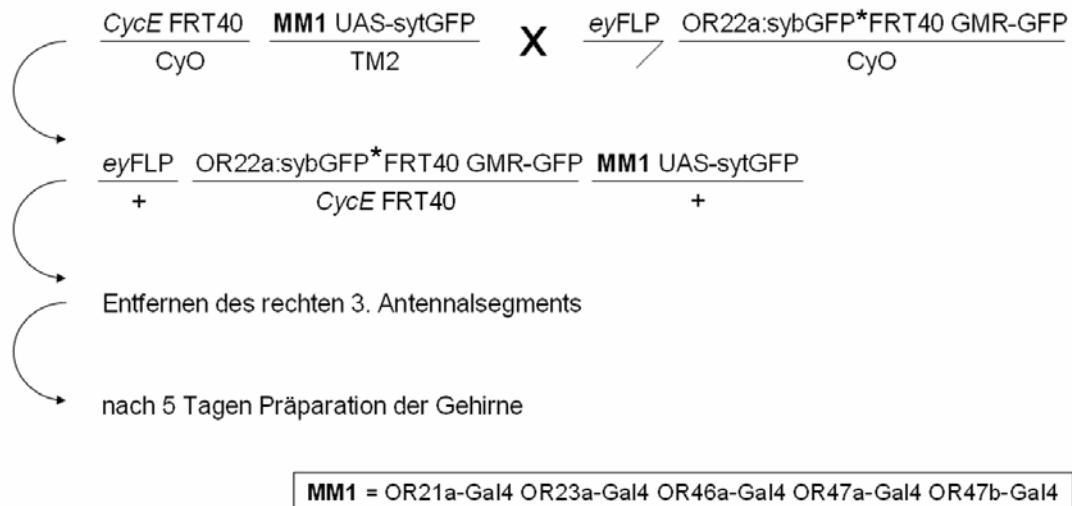 CycE FRT40 MM1 UAS-sytGFP X eyFLP OR22a:sybGFP*FRT40 GMR-GFP
CyO TM2 CyO
eyFLP OR22a:sybGFP*FRT40 GMR-GFP MM1 UAS-sytGFP
+ CycE FRT40 +
Entfernen des rechten 3. Antennalsegments
nach 5 Tagen Präparation der Gehirne
MM1 = OR21a-Gal4 OR23a-Gal4 OR46a-Gal4 OR47a-Gal4 OR47b-Gal4